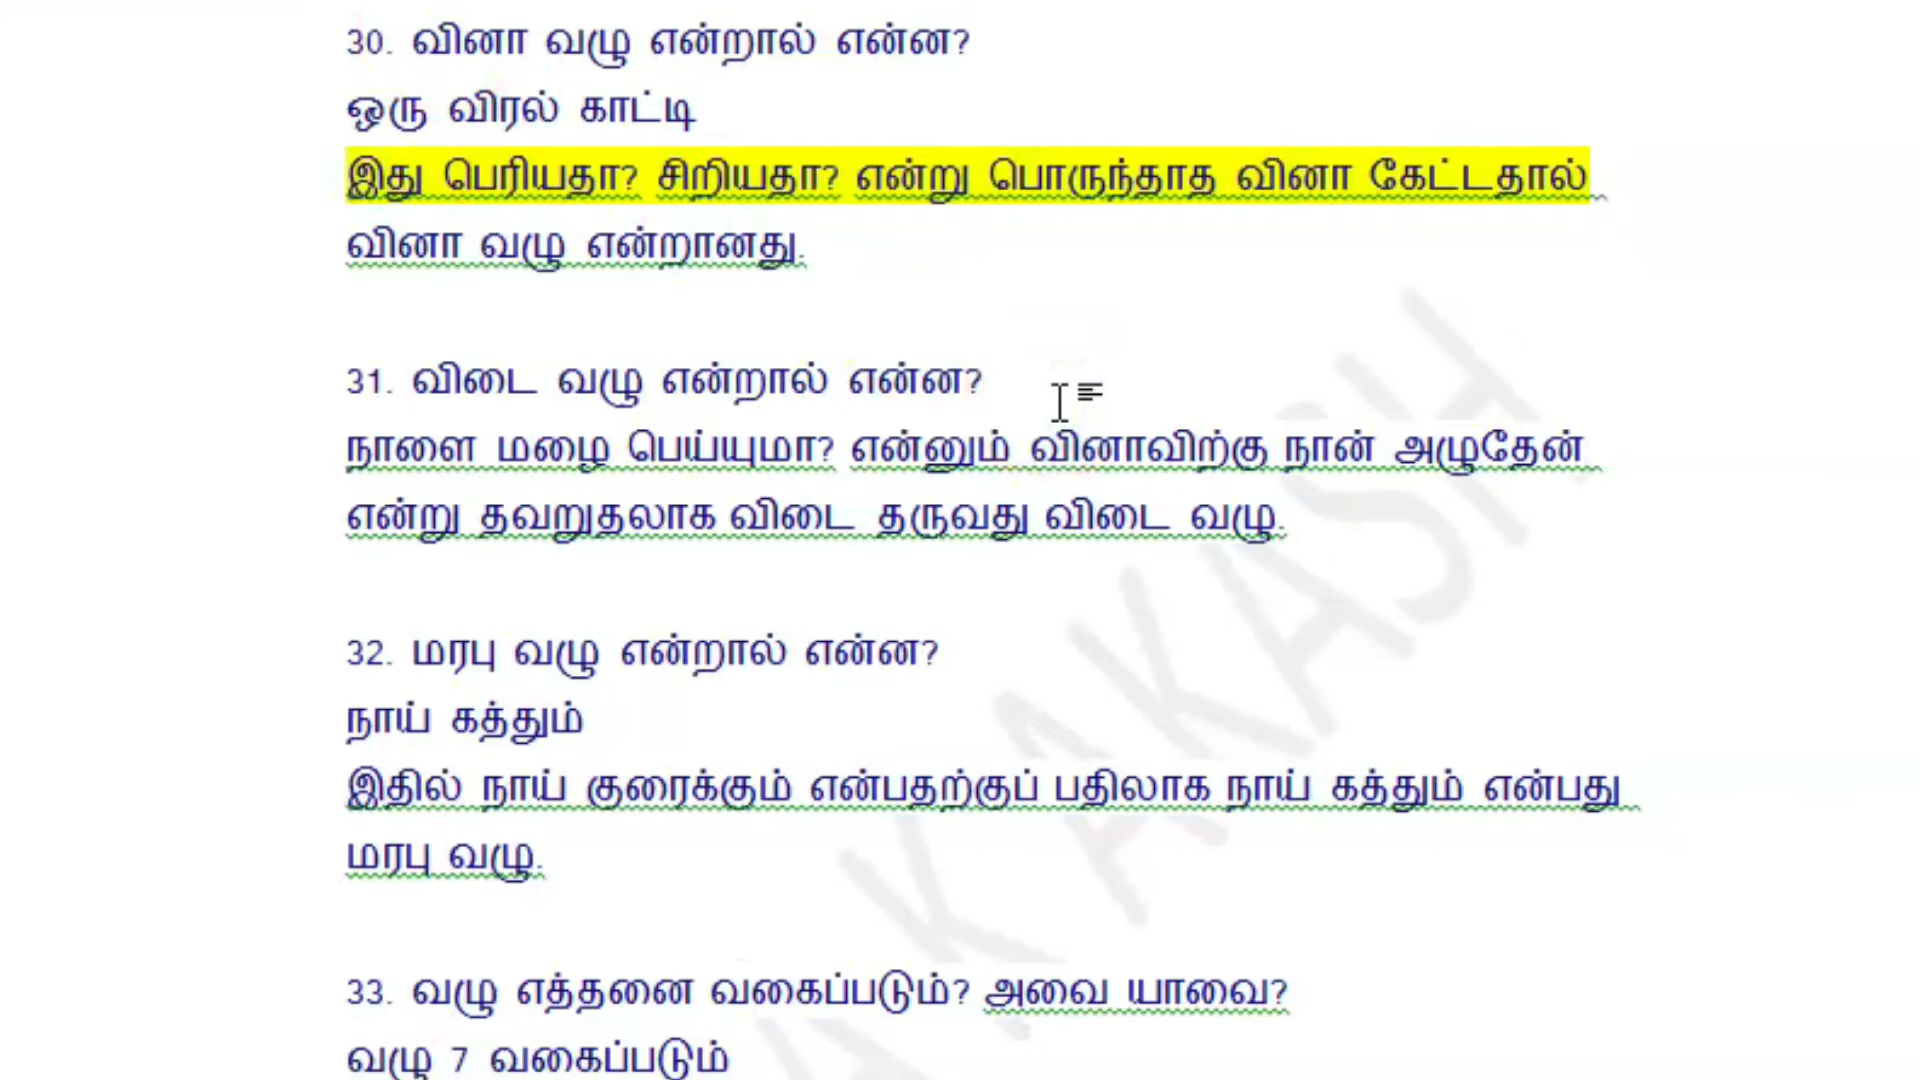 30. வினா வழு என்றால் என்ன?
ஒரு விரல் காட்டி
இது பெரியதா? சிறியதா? என்று பொருந்தாத வினா கேட்டதால்
வினா வழு என்றானது.
31. விடை வழு என்றால் என்ன?
நாளை மழை பெய்யுமா? என்னும் வினாவிற்கு நான் அழுதேன்
என்று தவறுதலாக விடை தருவது விடை வழு.
32. மரபு வழு என்றால் என்ன?
நாய் கத்தும்
இதில் நாய் குரைக்கும் என்பதற்குப் பதிலாக நாய் கத்தும் என்பது
மரபு வழு.
33. வழு எத்தனை வகைப்படும்? அவை யாவை?
வழு 7 வகைப்படும்
K AKASH